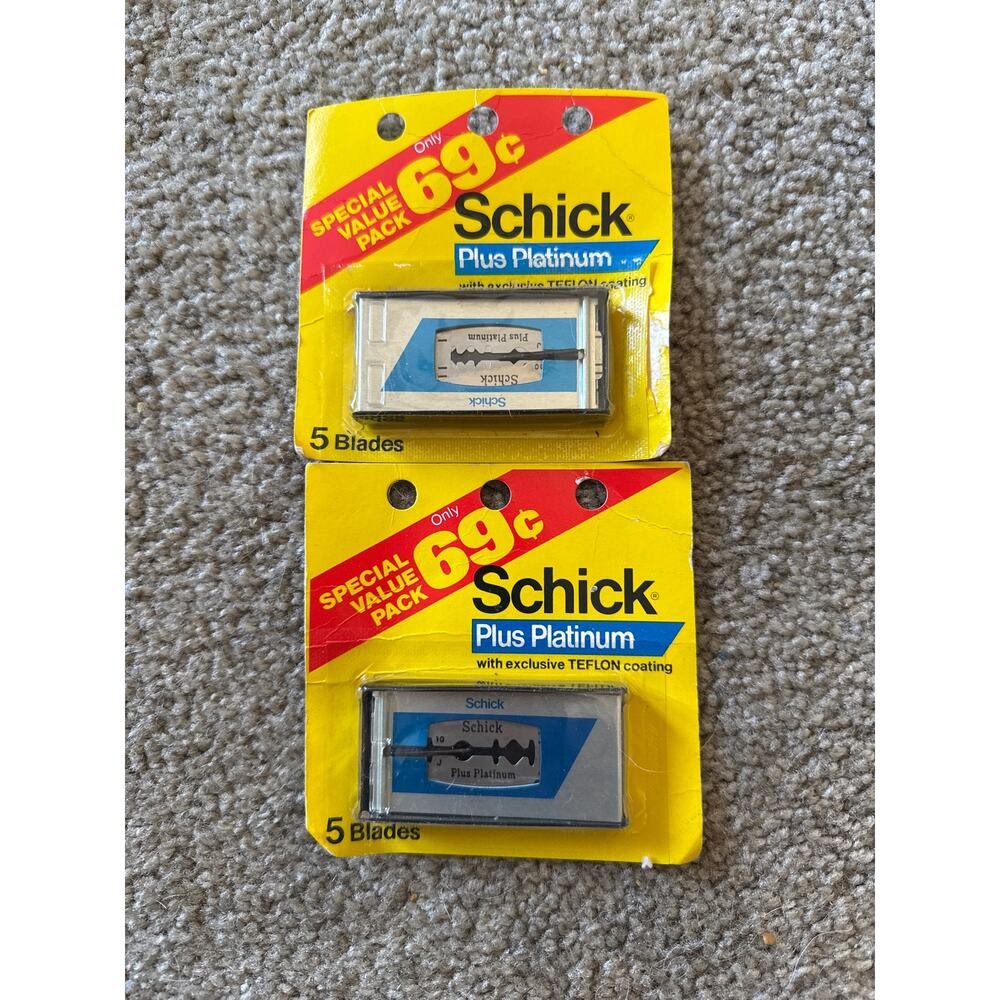 Only
69¢
SPECIAL
VALUE
PACK
Schick®
Plus Platinum
with exclusive TEFLON coating
Plus Platinum
Schick
Schick
5 Blades
Only
69¢
SPECIAL
VALUE
PACK
Schick®
Plus Platinum
with exclusive TEFLON coating
Schick
Schick
Plus Platinum
5 Blades